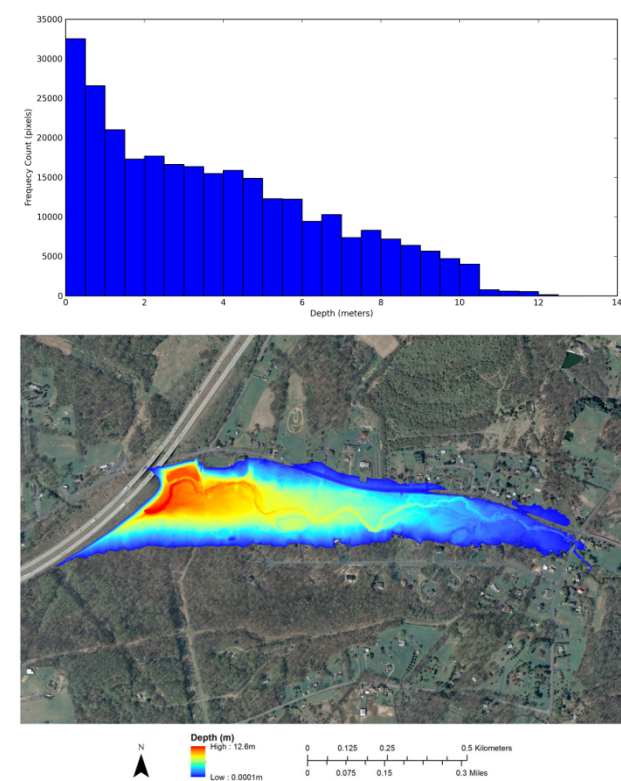 35000
30000
25000
20000
15000
10000
5000
0
Frequecy Count (pixels)
0 2 4 6 8 10 12 14
Depth (meters)
N
Depth (m)
High : 12.6m
Low : 0.0001m
0 0.125 0.25 0.5 Kilometers
0 0.075 0.15 0.3 Miles